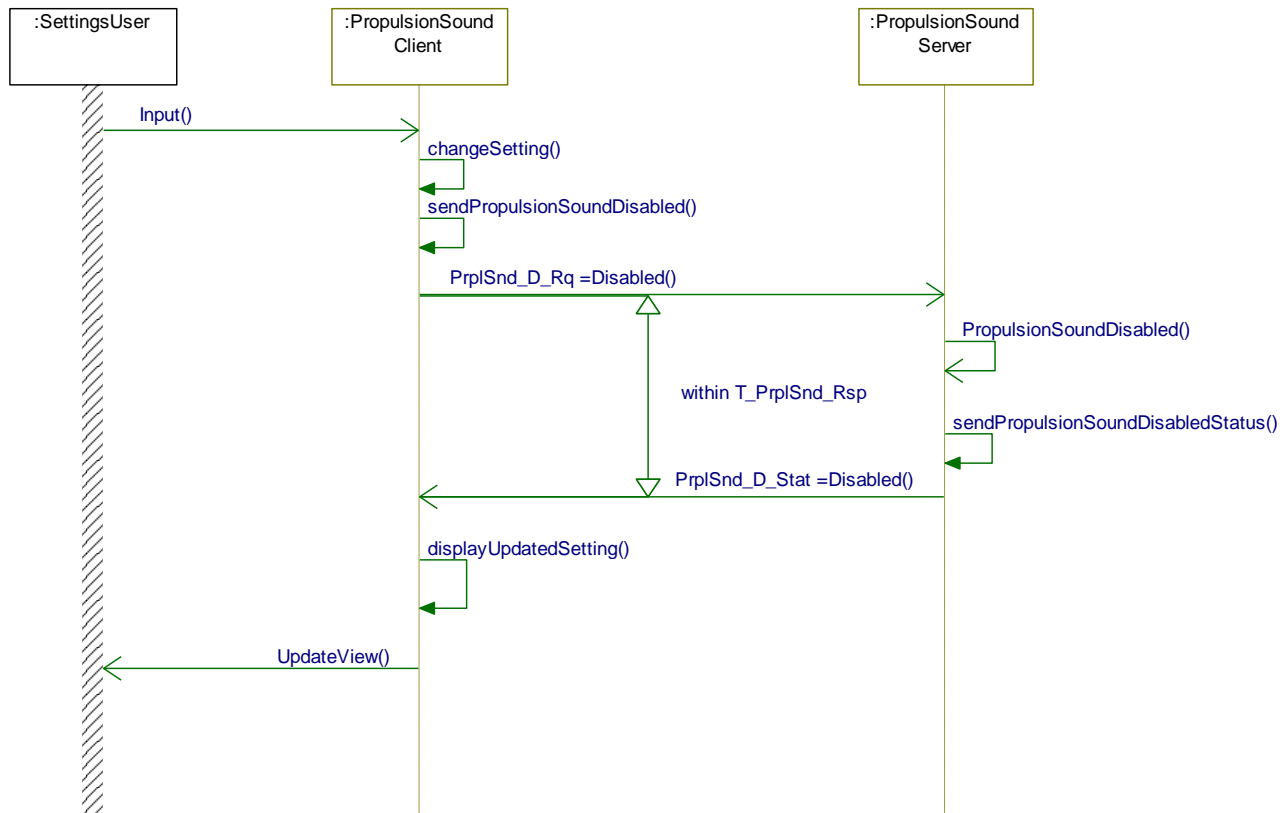 :SettingsUser
:PropulsionSound
Client
:PropulsionSound
Server
Input()
changeSetting()
sendPropulsionSoundDisabled()
PrplSnd_D_Rq =Disabled()
PropulsionSoundDisabled()
within T_PrplSnd_Rsp
sendPropulsionSoundDisabledStatus()
PrplSnd_D_Stat =Disabled()
displayUpdatedSetting()
UpdateView()